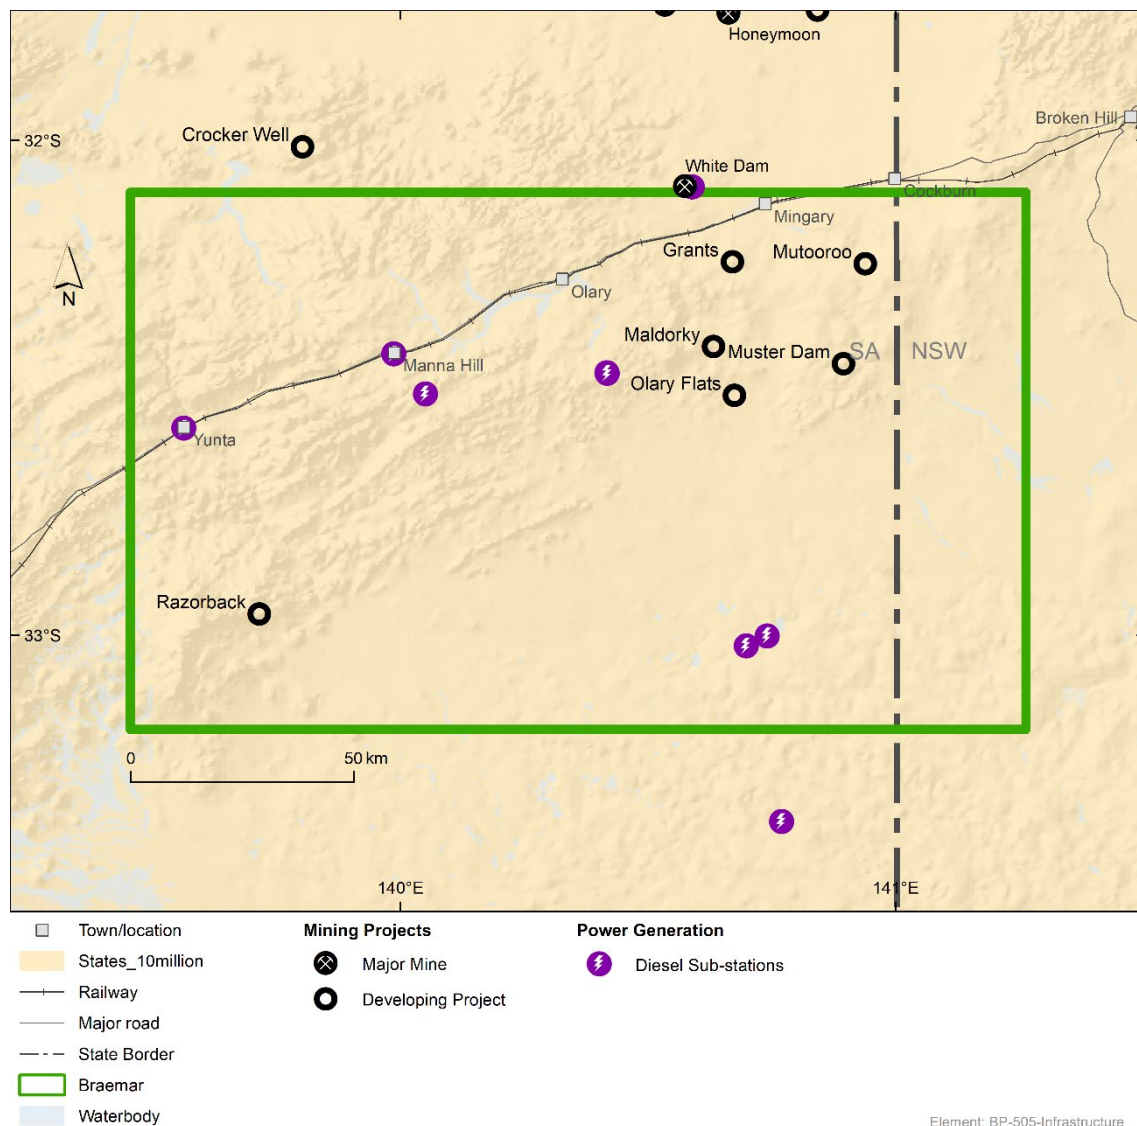 Honeymoon
Broken Hill
Crocker Well
32°S
White Dam
Cockburn
Mingary
Grants
Mutooroo
N
Olary
Maldorky
Muster Dam
SA
NSW
Manna Hill
Olary Flats
Yunta
Razorback
33°S
0
50 km
140°E
141°E
Town/location
Mining Projects
Power Generation
States_10million
Major Mine
Diesel Sub-stations
Railway
Developing Project
Major road
State Border
Braemar
Waterbody
Element: BP-505-Infrastructure